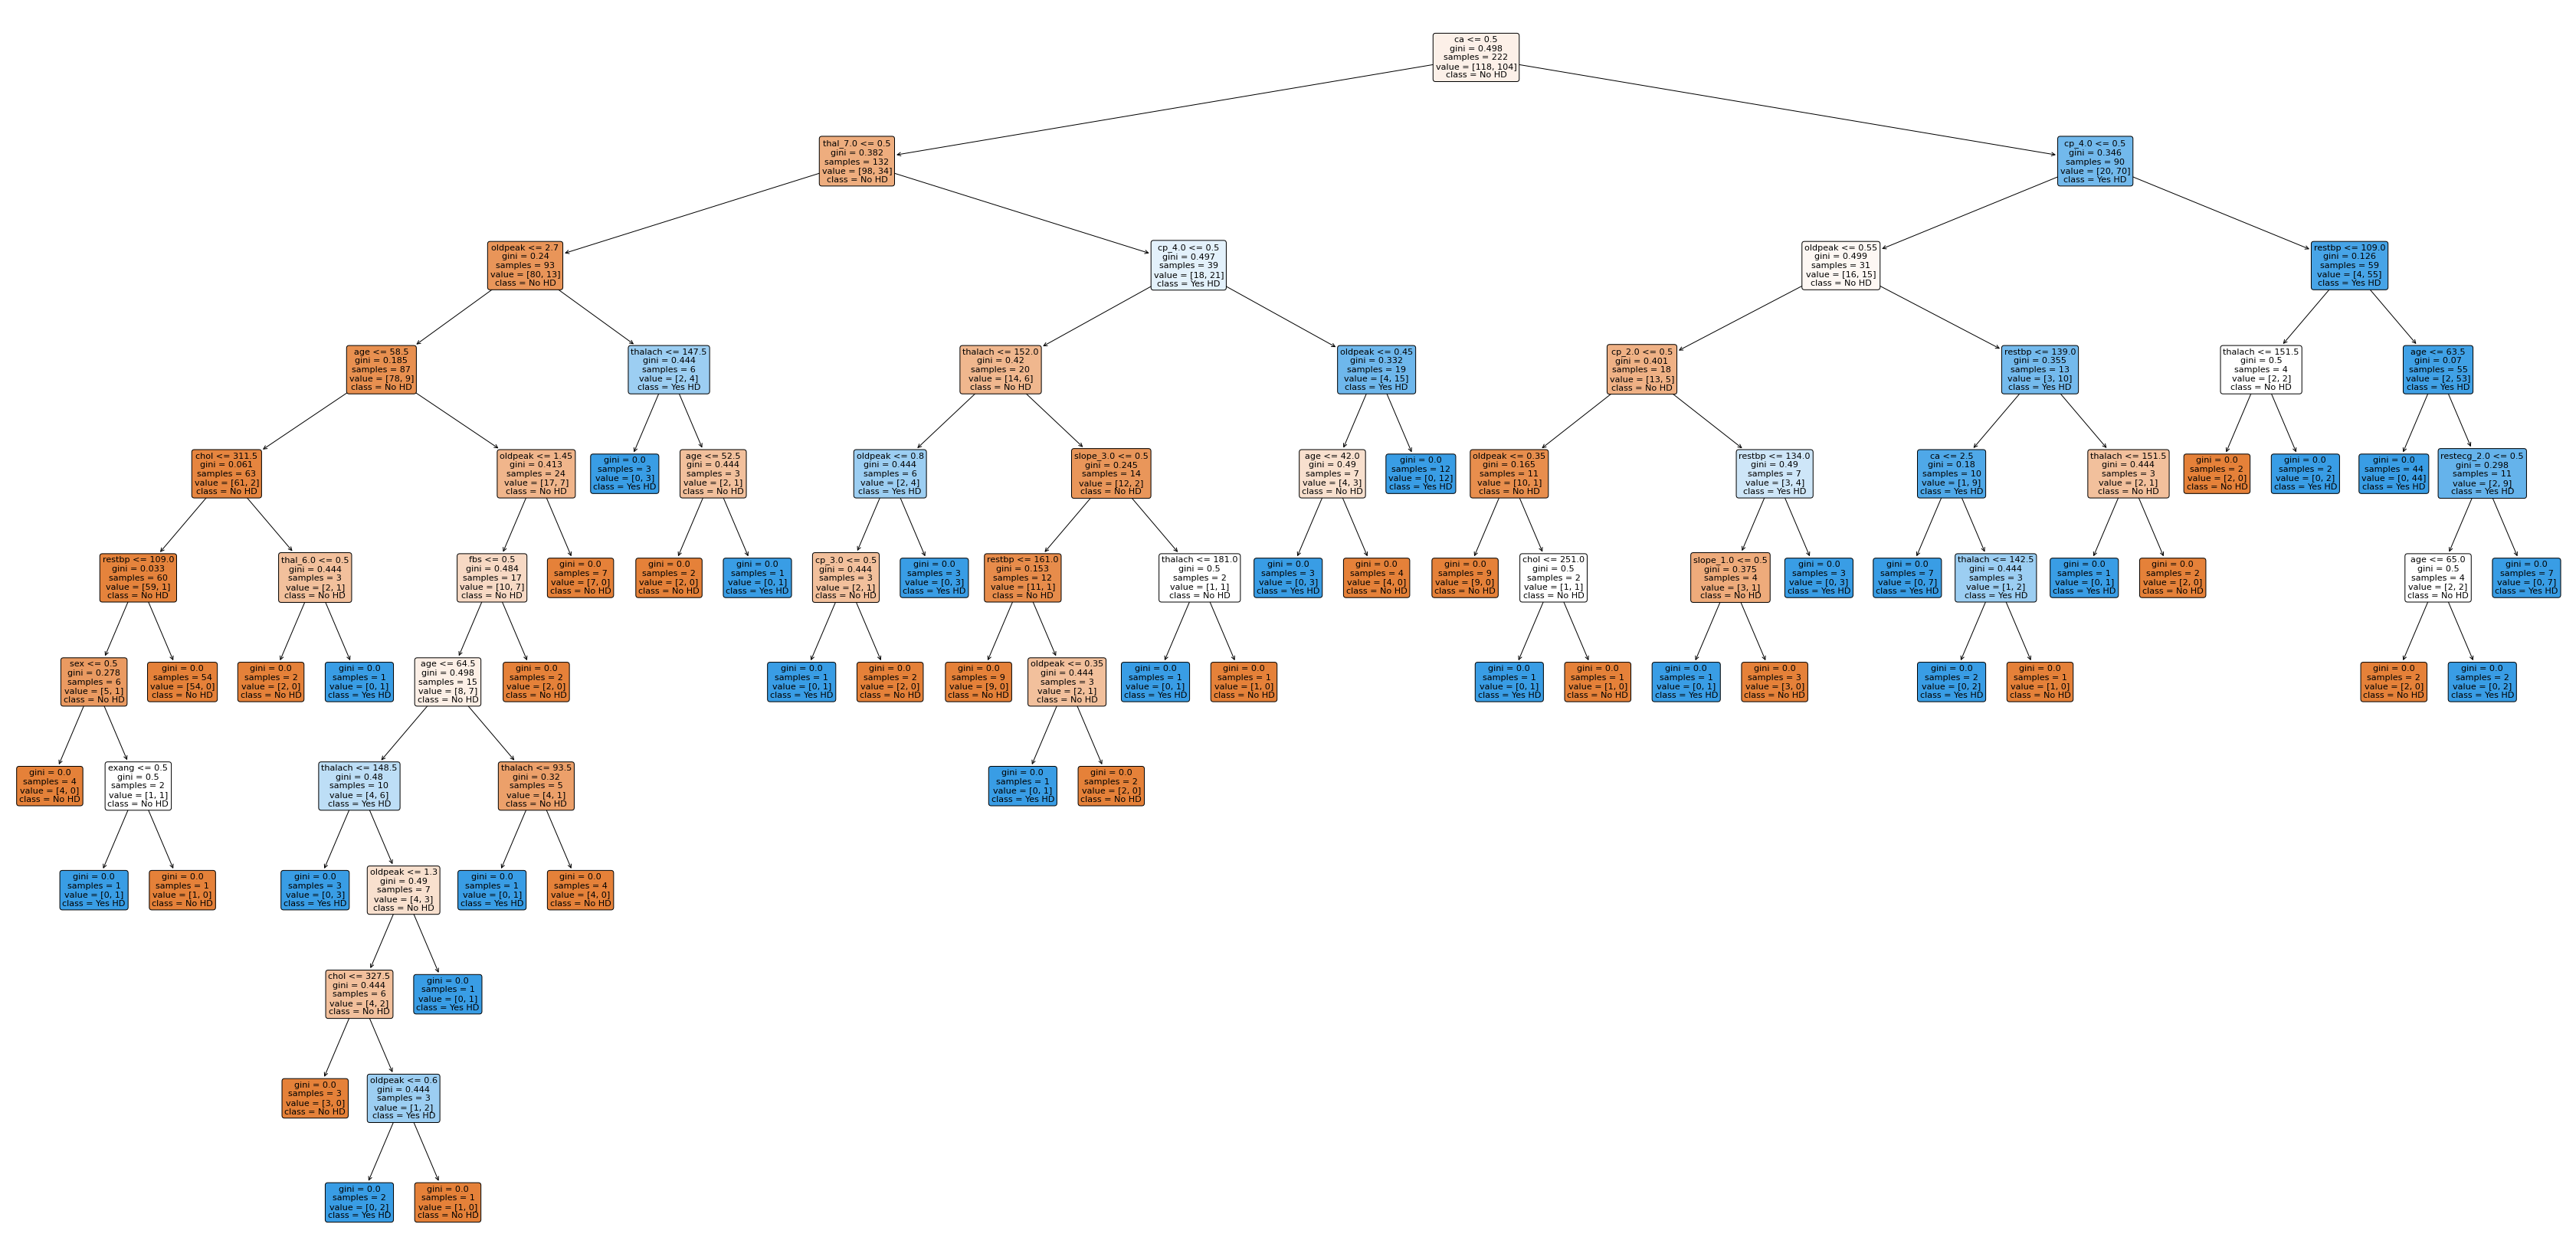 ca <= 0.5
gini = 0.498
samples = 222
value = [118, 104]
class = No HD
thal_7.0 <= 0.5
gini = 0.382
samples = 132
value = [98, 34]
class = No HD
cp_4.0 <= 0.5
gini = 0.346
samples = 90
value = [20, 70]
class = Yes HD
oldpeak <= 2.7
gini = 0.24
samples = 93
value = [80, 13]
class = No HD
cp_4.0 <= 0.5
gini = 0.497
samples = 39
value = [18, 21]
class = Yes HD
oldpeak <= 0.55
gini = 0.499
samples = 31
value = [16, 15]
class = No HD
restbp <= 109.0
gini = 0.126
samples = 59
value = [4, 55]
class = Yes HD
age <= 58.5
gini = 0.185
samples = 87
value = [78, 9]
class = No HD
thalach <= 147.5
gini = 0.444
samples = 6
value = [2, 4]
class = Yes HD
thalach <= 152.0
gini = 0.42
samples = 20
value = [14, 6]
class = No HD
oldpeak <= 0.45
gini = 0.332
samples = 19
value = [4, 15]
class = Yes HD
cp_2.0 <= 0.5
gini = 0.401
samples = 18
value = [13, 5]
class = No HD
restbp <= 139.0
gini = 0.355
samples = 13
value = [3, 10]
class = Yes HD
thalach <= 151.5
gini = 0.5
samples = 4
value = [2, 2]
class = No HD
age <= 63.5
gini = 0.07
samples = 55
value = [2, 53]
class = Yes HD
chol <= 311.5
gini = 0.061
samples = 63
value = [61, 2]
class = No HD
oldpeak <= 1.45
gini = 0.413
samples = 24
value = [17, 7]
class = No HD
gini = 0.0
samples = 3
value = [0, 3]
class = Yes HD
age <= 52.5
gini = 0.444
samples = 3
value = [2, 1]
class = No HD
oldpeak <= 0.8
gini = 0.444
samples = 6
value = [2, 4]
class = Yes HD
slope_3.0 <= 0.5
gini = 0.245
samples = 14
value = [12, 2]
class = No HD
age <= 42.0
gini = 0.49
samples = 7
value = [4, 3]
class = No HD
gini = 0.0
samples = 12
value = [0, 12]
class = Yes HD
oldpeak <= 0.35
gini = 0.165
samples = 11
value = [10, 1]
class = No HD
restbp <= 134.0
gini = 0.49
samples = 7
value = [3, 4]
class = Yes HD
ca <= 2.5
gini = 0.18
samples = 10
value = [1, 9]
class = Yes HD
thalach <= 151.5
gini = 0.444
samples = 3
value = [2, 1]
class = No HD
gini = 0.0
samples = 2
value = [2, 0]
class = No HD
gini = 0.0
samples = 2
value = [0, 2]
class = Yes HD
gini = 0.0
samples = 44
value = [0, 44]
class = Yes HD
restecg_2.0 <= 0.5
gini = 0.298
samples = 11
value = [2, 9]
class = Yes HD
restbp <= 109.0
gini = 0.033
samples = 60
value = [59, 1]
class = No HD
thal_6.0 <= 0.5
gini = 0.444
samples = 3
value = [2, 1]
class = No HD
fbs <= 0.5
gini = 0.484
samples = 17
value = [10, 7]
class = No HD
gini = 0.0
samples = 7
value = [7, 0]
class = No HD
gini = 0.0
samples = 2
value = [2, 0]
class = No HD
gini = 0.0
samples = 1
value = [0, 1]
class = Yes HD
cp_3.0 <= 0.5
gini = 0.444
samples = 3
value = [2, 1]
class = No HD
gini = 0.0
samples = 3
value = [0, 3]
class = Yes HD
restbp <= 161.0
gini = 0.153
samples = 12
value = [11, 1]
class = No HD
thalach <= 181.0
gini = 0.5
samples = 2
value = [1, 1]
class = No HD
gini = 0.0
samples = 3
value = [0, 3]
class = Yes HD
gini = 0.0
samples = 4
value = [4, 0]
class = No HD
gini = 0.0
samples = 9
value = [9, 0]
class = No HD
chol <= 251.0
gini = 0.5
samples = 2
value = [1, 1]
class = No HD
slope_1.0 <= 0.5
gini = 0.375
samples = 4
value = [3, 1]
class = No HD
gini = 0.0
samples = 3
value = [0, 3]
class = Yes HD
gini = 0.0
samples = 7
value = [0, 7]
class = Yes HD
thalach <= 142.5
gini = 0.444
samples = 3
value = [1, 2]
class = Yes HD
gini = 0.0
samples = 1
value = [0, 1]
class = Yes HD
gini = 0.0
samples = 2
value = [2, 0]
class = No HD
age <= 65.0
gini = 0.5
samples = 4
value = [2, 2]
class = No HD
gini = 0.0
samples = 7
value = [0, 7]
class = Yes HD
sex <= 0.5
gini = 0.278
samples = 6
value = [5, 1]
class = No HD
gini = 0.0
samples = 54
value = [54, 0]
class = No HD
gini = 0.0
samples = 2
value = [2, 0]
class = No HD
gini = 0.0
samples = 1
value = [0, 1]
class = Yes HD
age <= 64.5
gini = 0.498
samples = 15
value = [8, 7]
class = No HD
gini = 0.0
samples = 2
value = [2, 0]
class = No HD
gini = 0.0
samples = 1
value = [0, 1]
class = Yes HD
gini = 0.0
samples = 2
value = [2, 0]
class = No HD
gini = 0.0
samples = 9
value = [9, 0]
class = No HD
oldpeak <= 0.35
gini = 0.444
samples = 3
value = [2, 1]
class = No HD
gini = 0.0
samples = 1
value = [0, 1]
class = Yes HD
gini = 0.0
samples = 1
value = [1, 0]
class = No HD
gini = 0.0
samples = 1
value = [0, 1]
class = Yes HD
gini = 0.0
samples = 1
value = [1, 0]
class = No HD
gini = 0.0
samples = 1
value = [0, 1]
class = Yes HD
gini = 0.0
samples = 3
value = [3, 0]
class = No HD
gini = 0.0
samples = 2
value = [0, 2]
class = Yes HD
gini = 0.0
samples = 1
value = [1, 0]
class = No HD
gini = 0.0
samples = 2
value = [2, 0]
class = No HD
gini = 0.0
samples = 2
value = [0, 2]
class = Yes HD
gini = 0.0
samples = 4
value = [4, 0]
class = No HD
exang <= 0.5
gini = 0.5
samples = 2
value = [1, 1]
class = No HD
thalach <= 148.5
gini = 0.48
samples = 10
value = [4, 6]
class = Yes HD
thalach <= 93.5
gini = 0.32
samples = 5
value = [4, 1]
class = No HD
gini = 0.0
samples = 1
value = [0, 1]
class = Yes HD
gini = 0.0
samples = 2
value = [2, 0]
class = No HD
gini = 0.0
samples = 1
value = [0, 1]
class = Yes HD
gini = 0.0
samples = 1
value = [1, 0]
class = No HD
gini = 0.0
samples = 3
value = [0, 3]
class = Yes HD
oldpeak <= 1.3
gini = 0.49
samples = 7
value = [4, 3]
class = No HD
gini = 0.0
samples = 1
value = [0, 1]
class = Yes HD
gini = 0.0
samples = 4
value = [4, 0]
class = No HD
chol <= 327.5
gini = 0.444
samples = 6
value = [4, 2]
class = No HD
gini = 0.0
samples = 1
value = [0, 1]
class = Yes HD
gini = 0.0
samples = 3
value = [3, 0]
class = No HD
oldpeak <= 0.6
gini = 0.444
samples = 3
value = [1, 2]
class = Yes HD
gini = 0.0
samples = 2
value = [0, 2]
class = Yes HD
gini = 0.0
samples = 1
value = [1, 0]
class = No HD